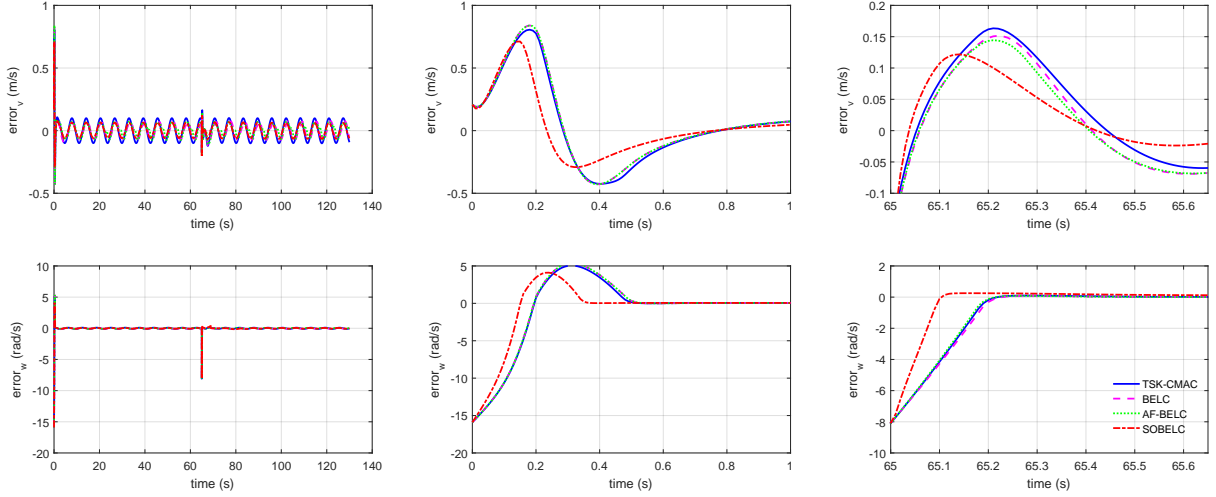 1
0.5
0
-0.5
error_v (m/s)
0 20 40 60 80 100 120 140
time (s)
1
0.5
0
-0.5
error_v (m/s)
0 0.2 0.4 0.6 0.8 1
time (s)
0.15
0.1
0.05
0
-0.05
-0.1
error_v (m/s)
65 65.1 65.2 65.3 65.4 65.5 65.6
time (s)
10
5
0
-5
-10
-15
-20
error_w (rad/s)
0 20 40 60 80 100 120 140
time (s)
5
0
-5
-10
-15
-20
error_w (rad/s)
0 0.2 0.4 0.6 0.8 1
time (s)
2
0
-2
-4
-6
-8
-10
error_w (rad/s)
65 65.1 65.2 65.3 65.4 65.5 65.6
time (s)
TSK-CMAC
BELC
AF-BELC
SOBELC